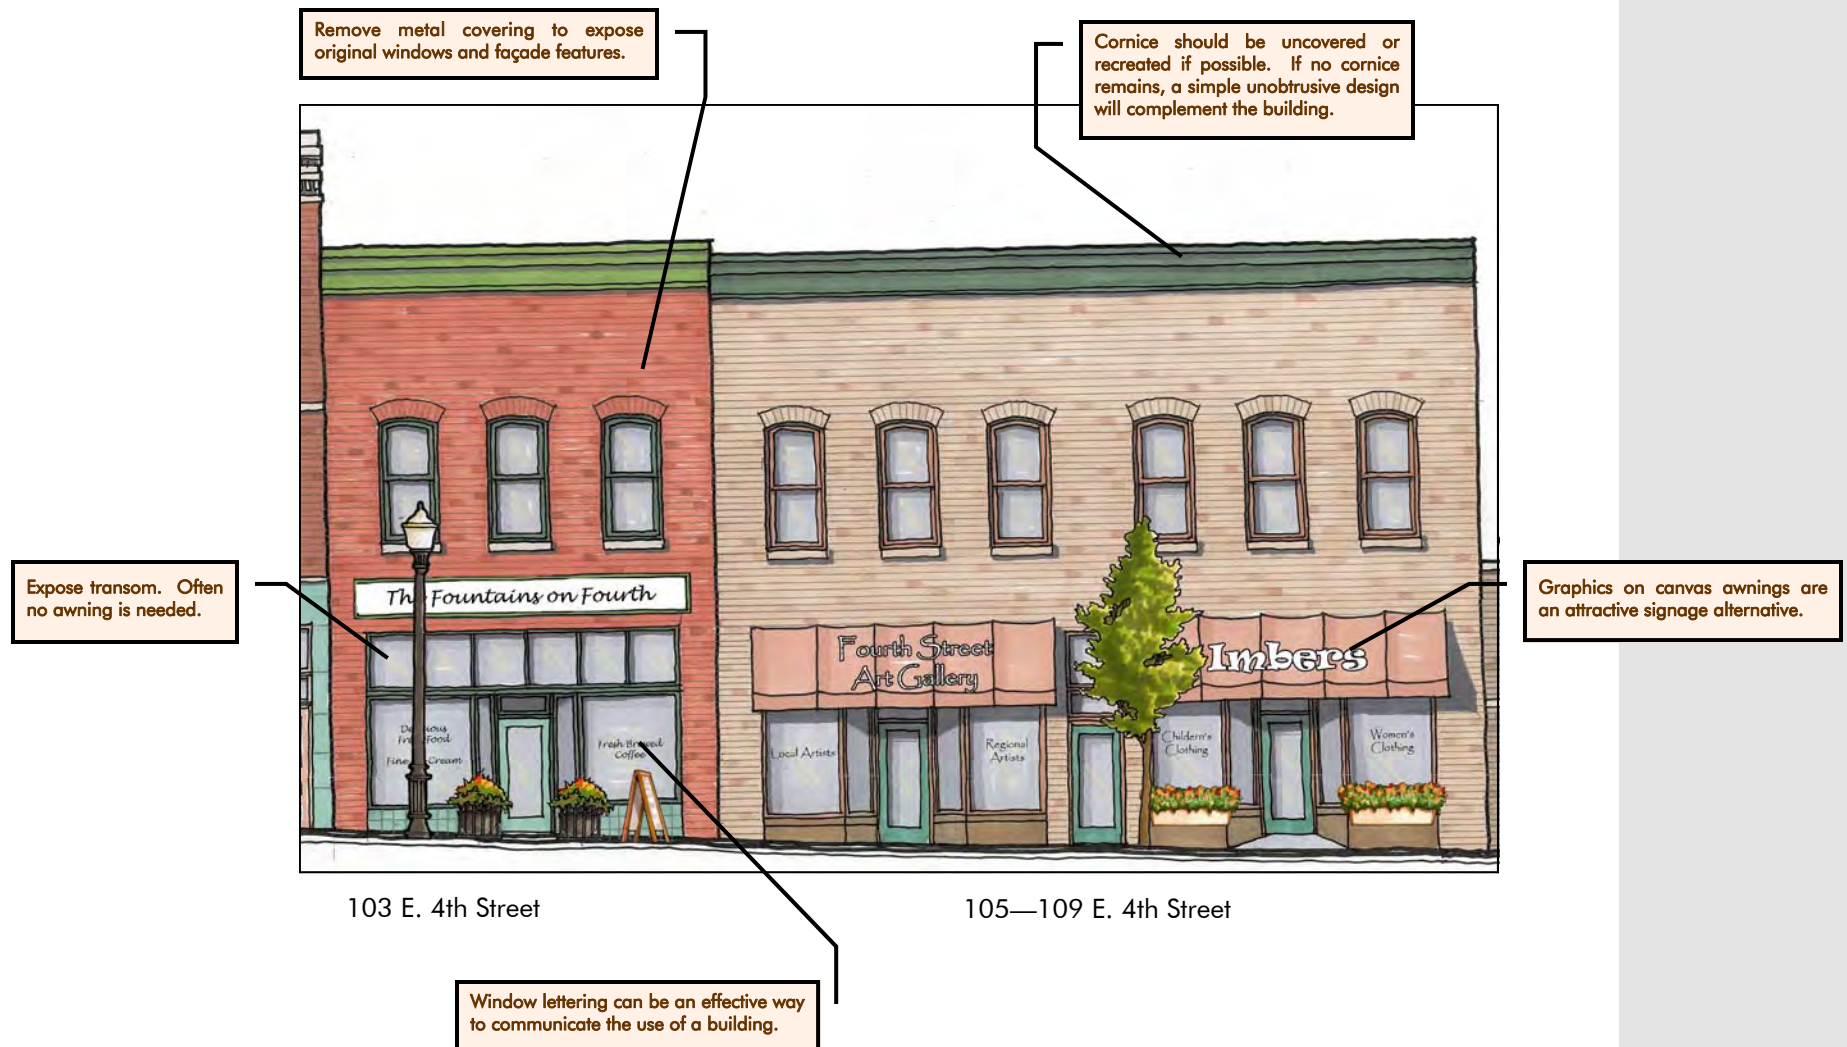 Remove metal covering to expose
original windows and façade features.
Cornice should be uncovered or
recreated if possible. If no cornice
remains, a simple unobtrusive design
will complement the building.
Expose transom. Often
no awning is needed.
Graphics on canvas awnings are
an attractive signage alternative.
The Fountains on Fourth
Fourth Street
Art Gallery
Imbers
Fresh Brewed
Coffee
Local Artists
Regional
Artists
Childern's
Clothing
Women's
Clothing
103 E. 4th Street
105—109 E. 4th Street
Window lettering can be an effective way
to communicate the use of a building.